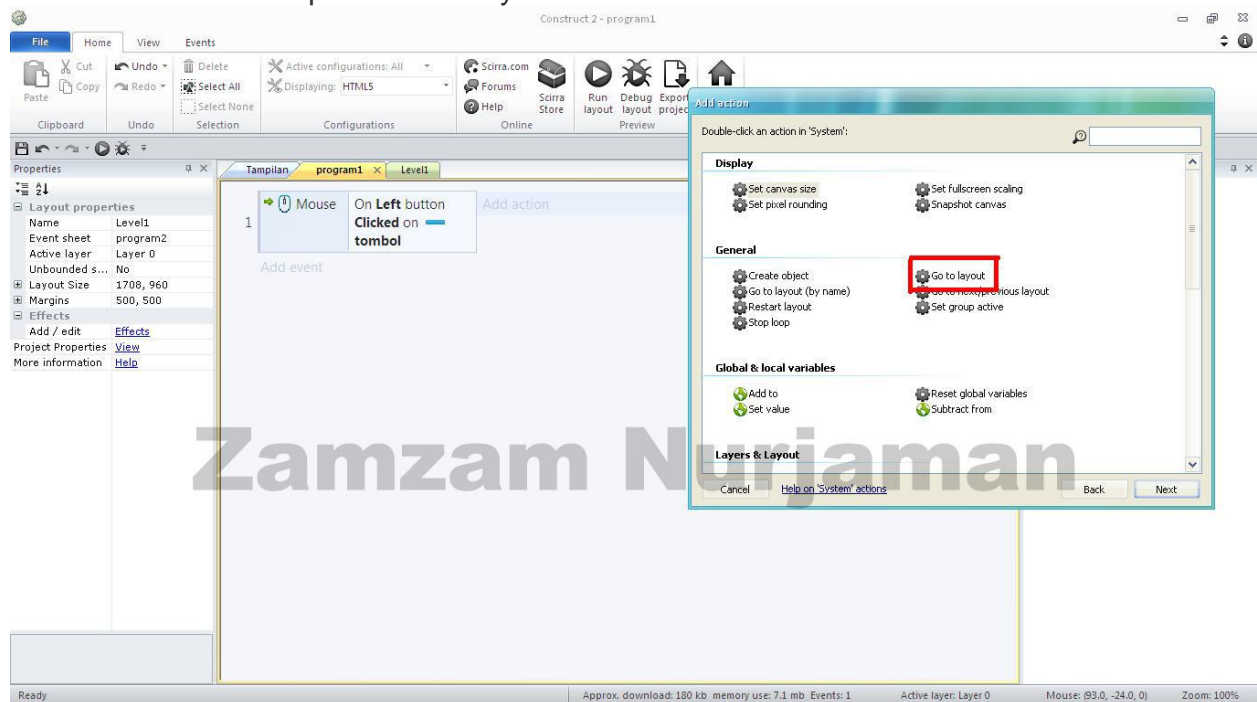 Construct 2 - program1
File Home View Events
Cut
Copy
Paste
Clipboard
Undo
Redo
Undo
Delete
Select All
Select None
Selection
Active configurations: All
Displaying: HTML5
Configurations
Scirra.com
Forums
Help
Scirra Store
Online
Run layout
Debug layout
Preview
Properties
Layout properties
Name Level1
Event sheet program2
Active layer Layer 0
Unbounded s... No
Layout Size 1708, 960
Margins 500, 500
Effects
Add / edit Effects
Project Properties View
More information Help
Tampilan program1 Level1
1 Mouse On Left button
Clicked on
tombol
Add action
Add event
Add action
Double-click an action in 'System':
Display
Set canvas size Set fullscreen scaling
Set pixel rounding Snapshot canvas
General
Create object Go to layout
Go to layout (by name) Go to next/previous layout
Restart layout Set group active
Stop loop
Global & local variables
Add to Reset global variables
Set value Subtract from
Layers & Layout
Cancel Help on 'System' actions Back Next
Zamzam Nurjaman
Ready Approx. download: 180 kb memory use: 7.1 mb Events: 1 Active layer: Layer 0 Mouse: (93.0, -24.0, 0) Zoom: 100%